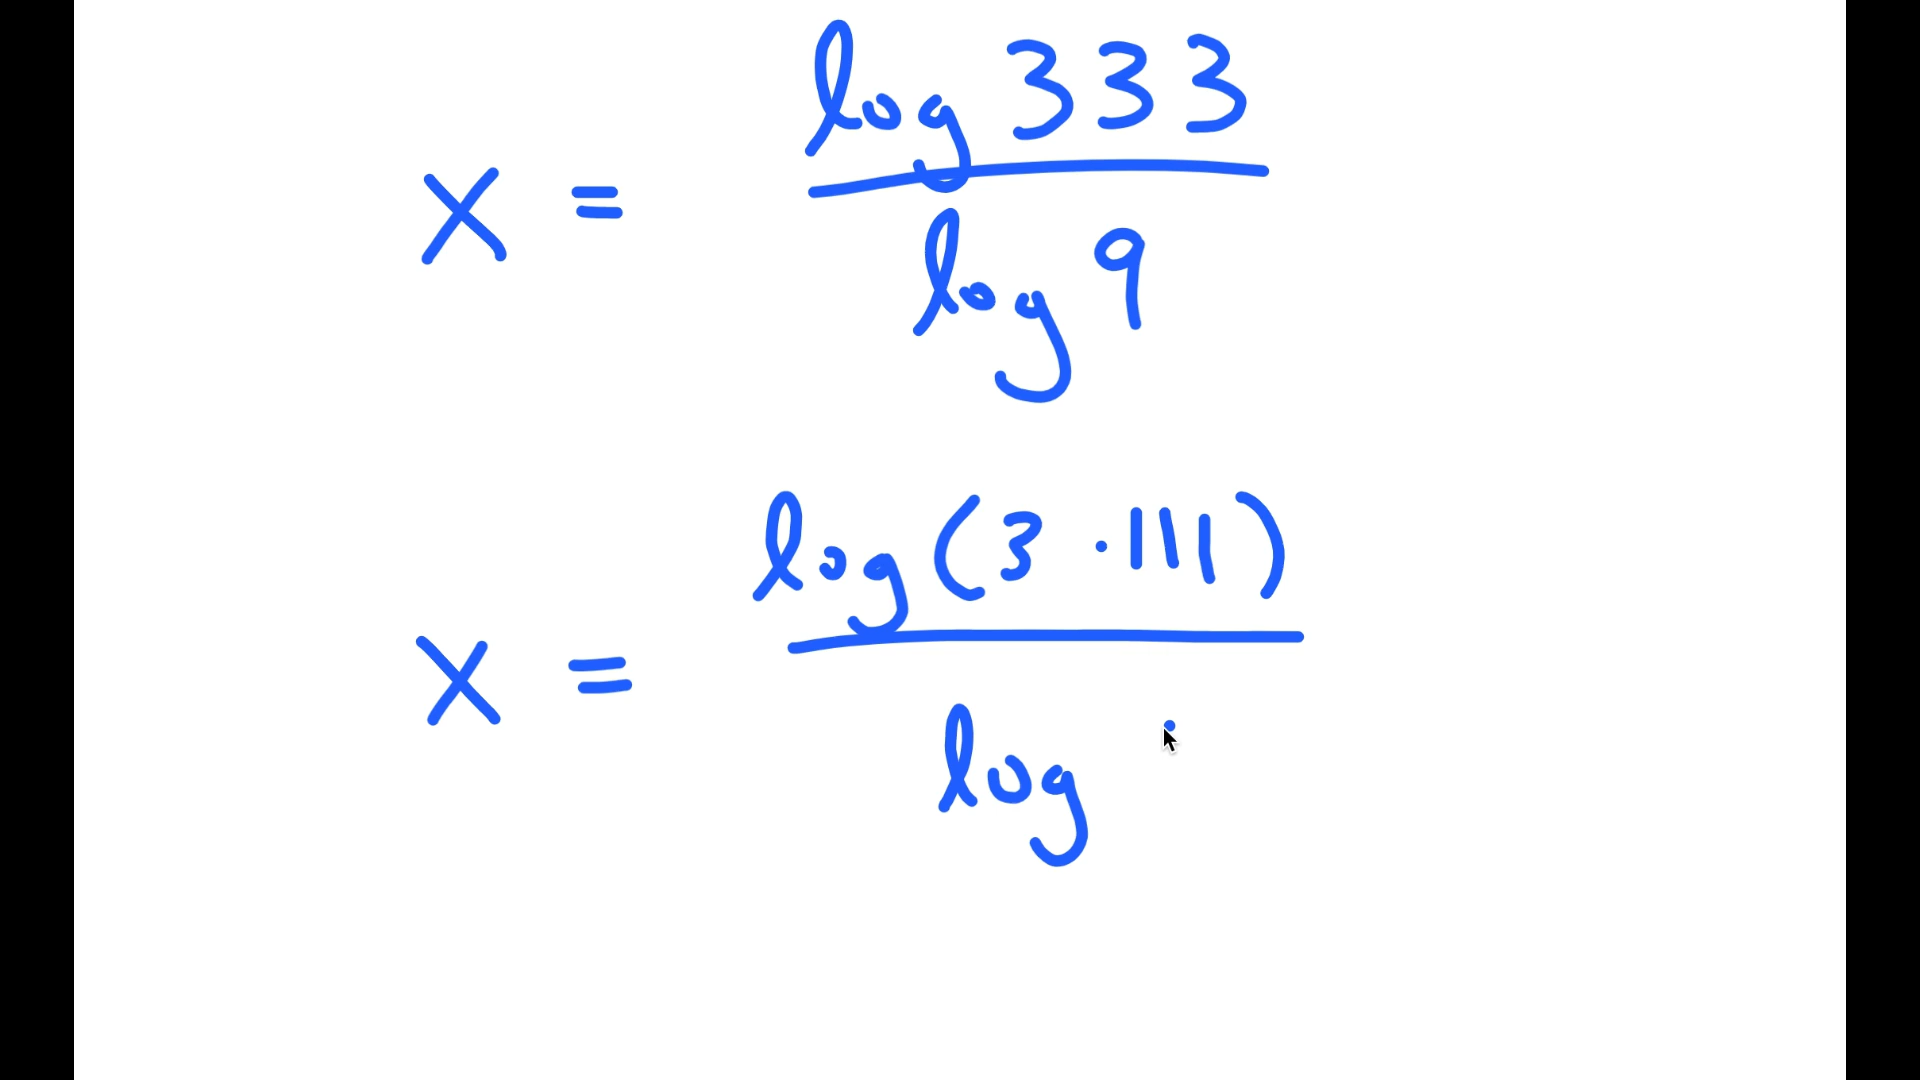 x = log 333 / log 9
x = log (3 · 111) / log